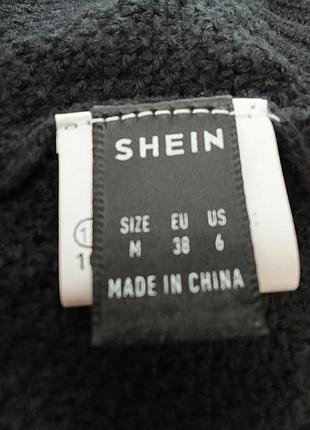 SHEIN
SIZE EU US
M 38 6
MADE IN CHINA